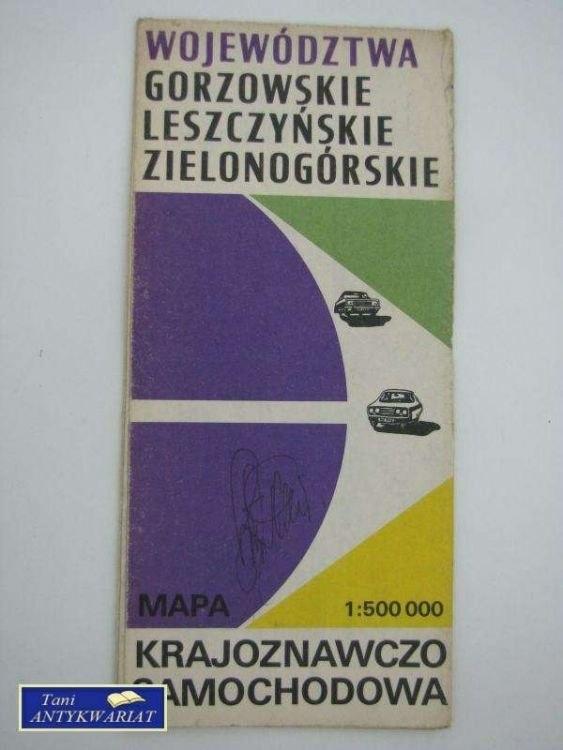 WOJEWÓDZTWA
GORZOWSKIE
LESZCZYŃSKIE
ZIELONOGÓRSKIE
MAPA 1:500 000
KRAJOZNAWCZO
SAMOCHODOWA
Tani
ANTYKWARIAT